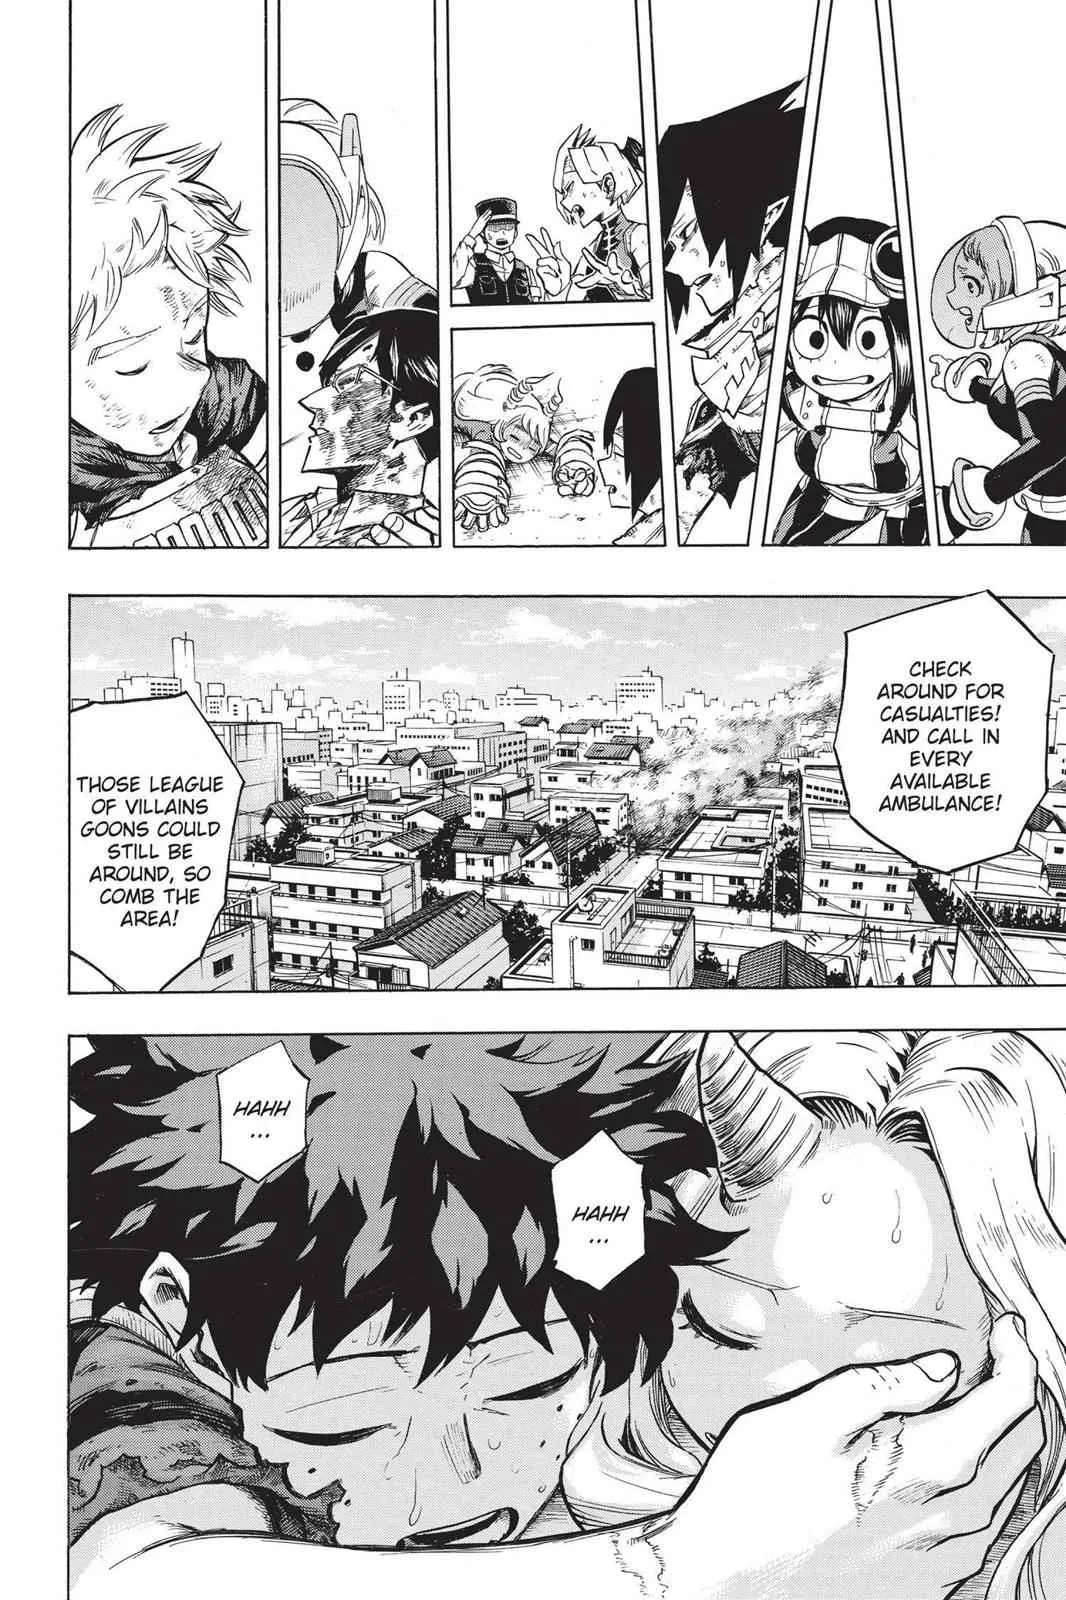 CHECK
AROUND FOR
CASUALTIES!
AND CALL IN
EVERY
AVAILABLE
AMBULANCE!
THOSE LEAGUE
OF VILLAINS
GOONS COULD
STILL BE
AROUND, SO
COMB THE
AREA!
HAHH
...
HAHH
...